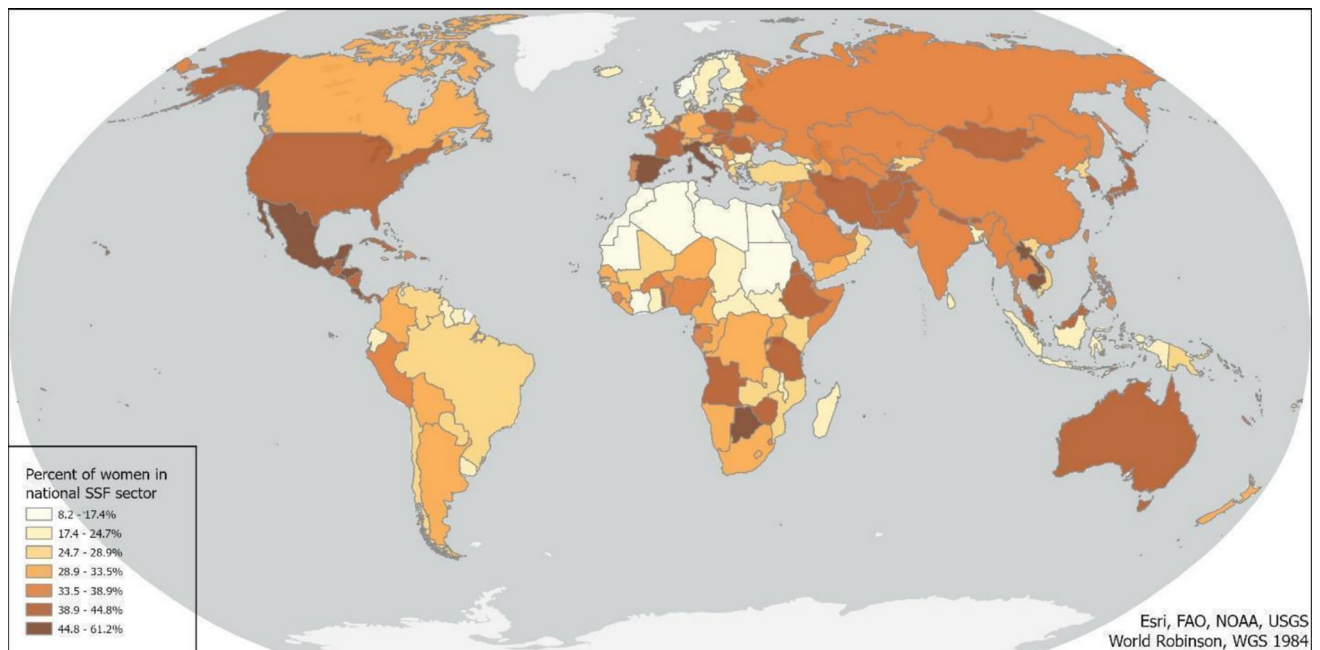 Percent of women in
national SSF sector
8.2 - 17.4%
17.4 - 24.7%
24.7 - 28.9%
28.9 - 33.5%
33.5 - 38.9%
38.9 - 44.8%
44.8 - 61.2%
Esri, FAO, NOAA, USGS
World Robinson, WGS 1984